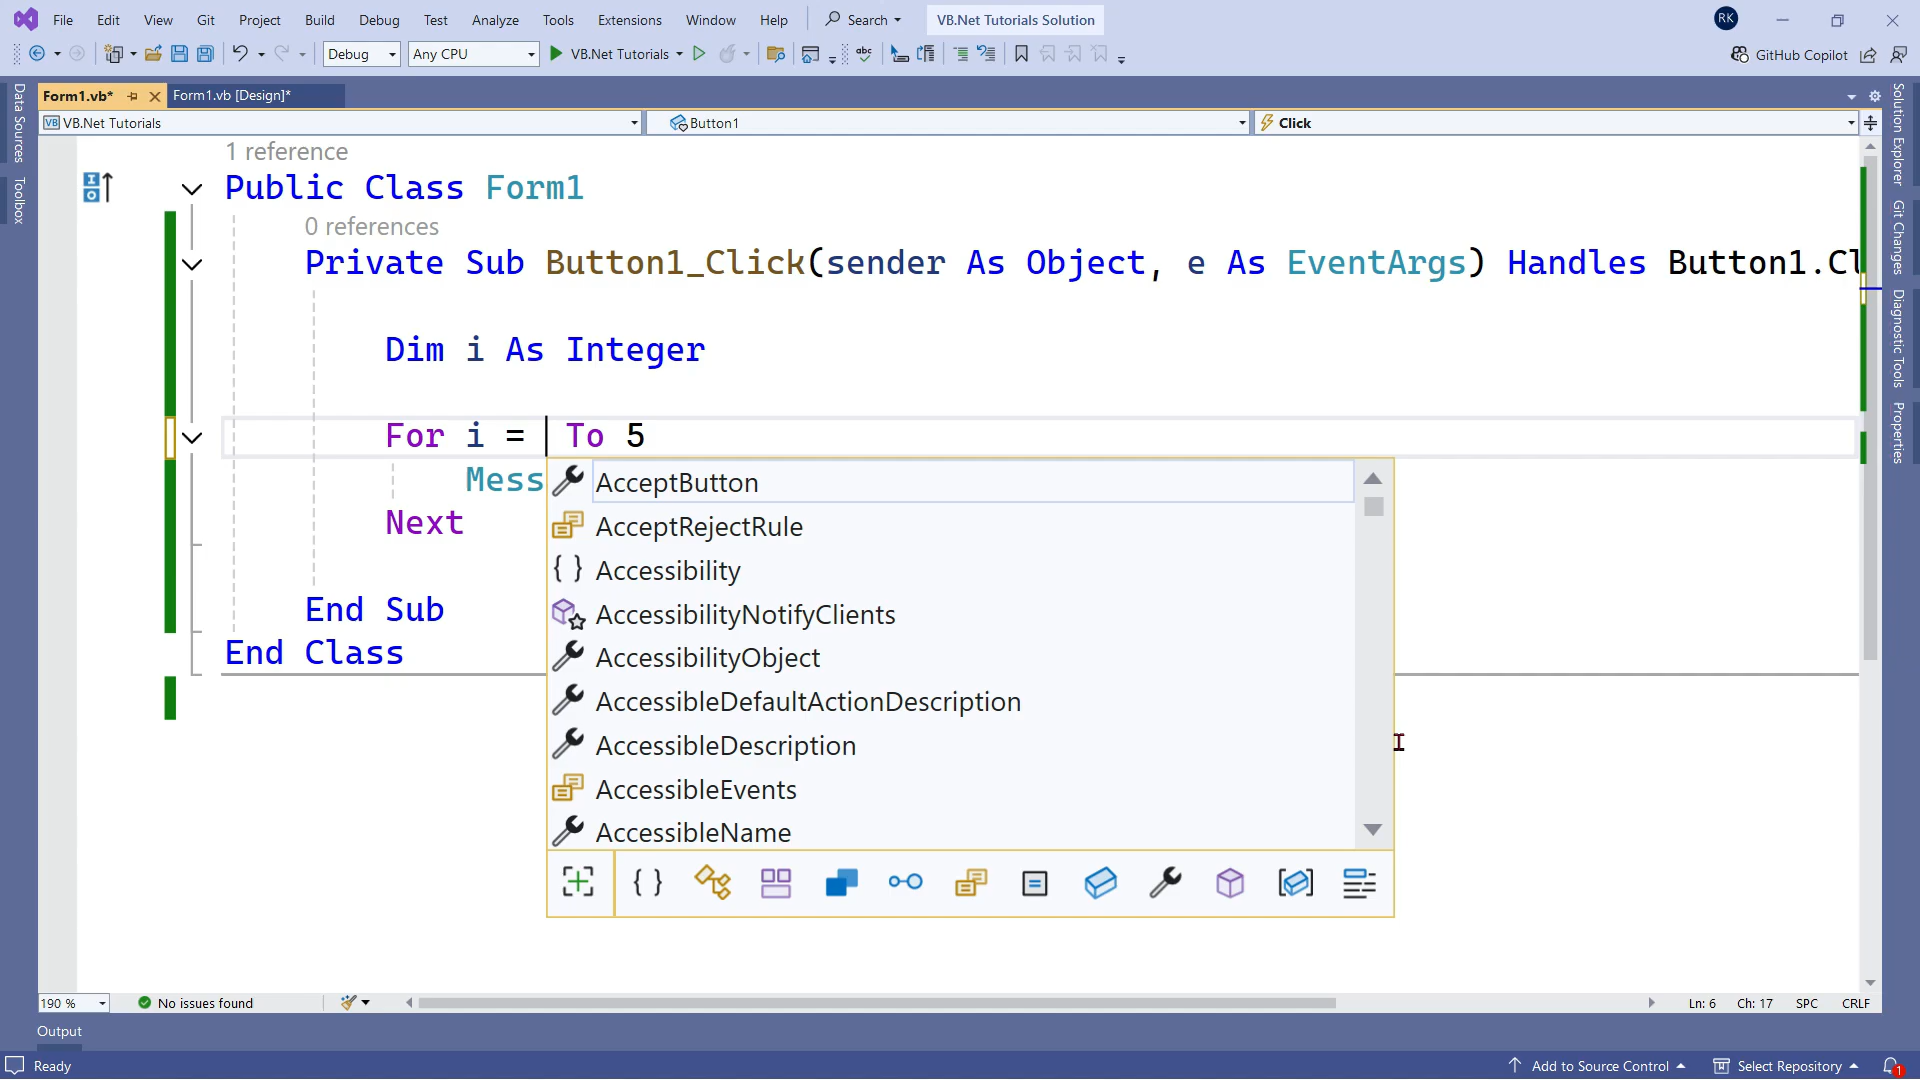 File Edit View Git Project Build Debug Test Analyze Tools Extensions Window Help Search VB.Net Tutorials Solution RK
Debug Any CPU VB.Net Tutorials abc GitHub Copilot
Form1.vb* Form1.vb [Design]*
VB VB.Net Tutorials Button1 Click
Data Sources
Toolbox
1 reference
Public Class Form1
0 references
Private Sub Button1_Click(sender As Object, e As EventArgs) Handles Button1.Cl
Dim i As Integer
For i = To 5
Mess
Next
End Sub
End Class
AcceptButton
AcceptRejectRule
{ } Accessibility
AccessibilityNotifyClients
AccessibilityObject
AccessibleDefaultActionDescription
AccessibleDescription
AccessibleEvents
AccessibleName
{ }
Solution Explorer
Git Changes
Diagnostic Tools
Properties
190 % No issues found Ln: 6 Ch: 17 SPC CRLF
Output
Ready Add to Source Control Select Repository 1